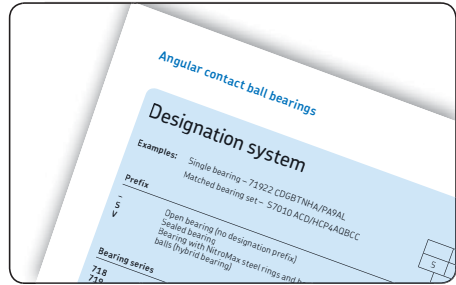 Angular contact ball bearings
Designation system
Examples: Single bearing – 71922 CDGBTNHA/PA9AL
Matched bearing set – S7010 ACD/HCP4AQBCC
Prefix
– Open bearing (no designation prefix)
S Sealed bearing
V Bearing with NitroMax steel rings and
balls (hybrid bearing)
S
Bearing series
718
719